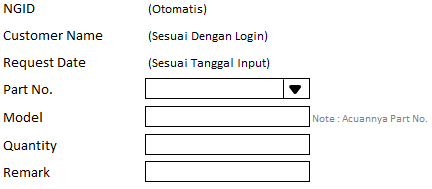 NGID (Otomatis)
Customer Name (Sesuai Dengan Login)
Request Date (Sesuai Tanggal Input)
Part No.
Model Note : Acuannya Part No.
Quantity
Remark